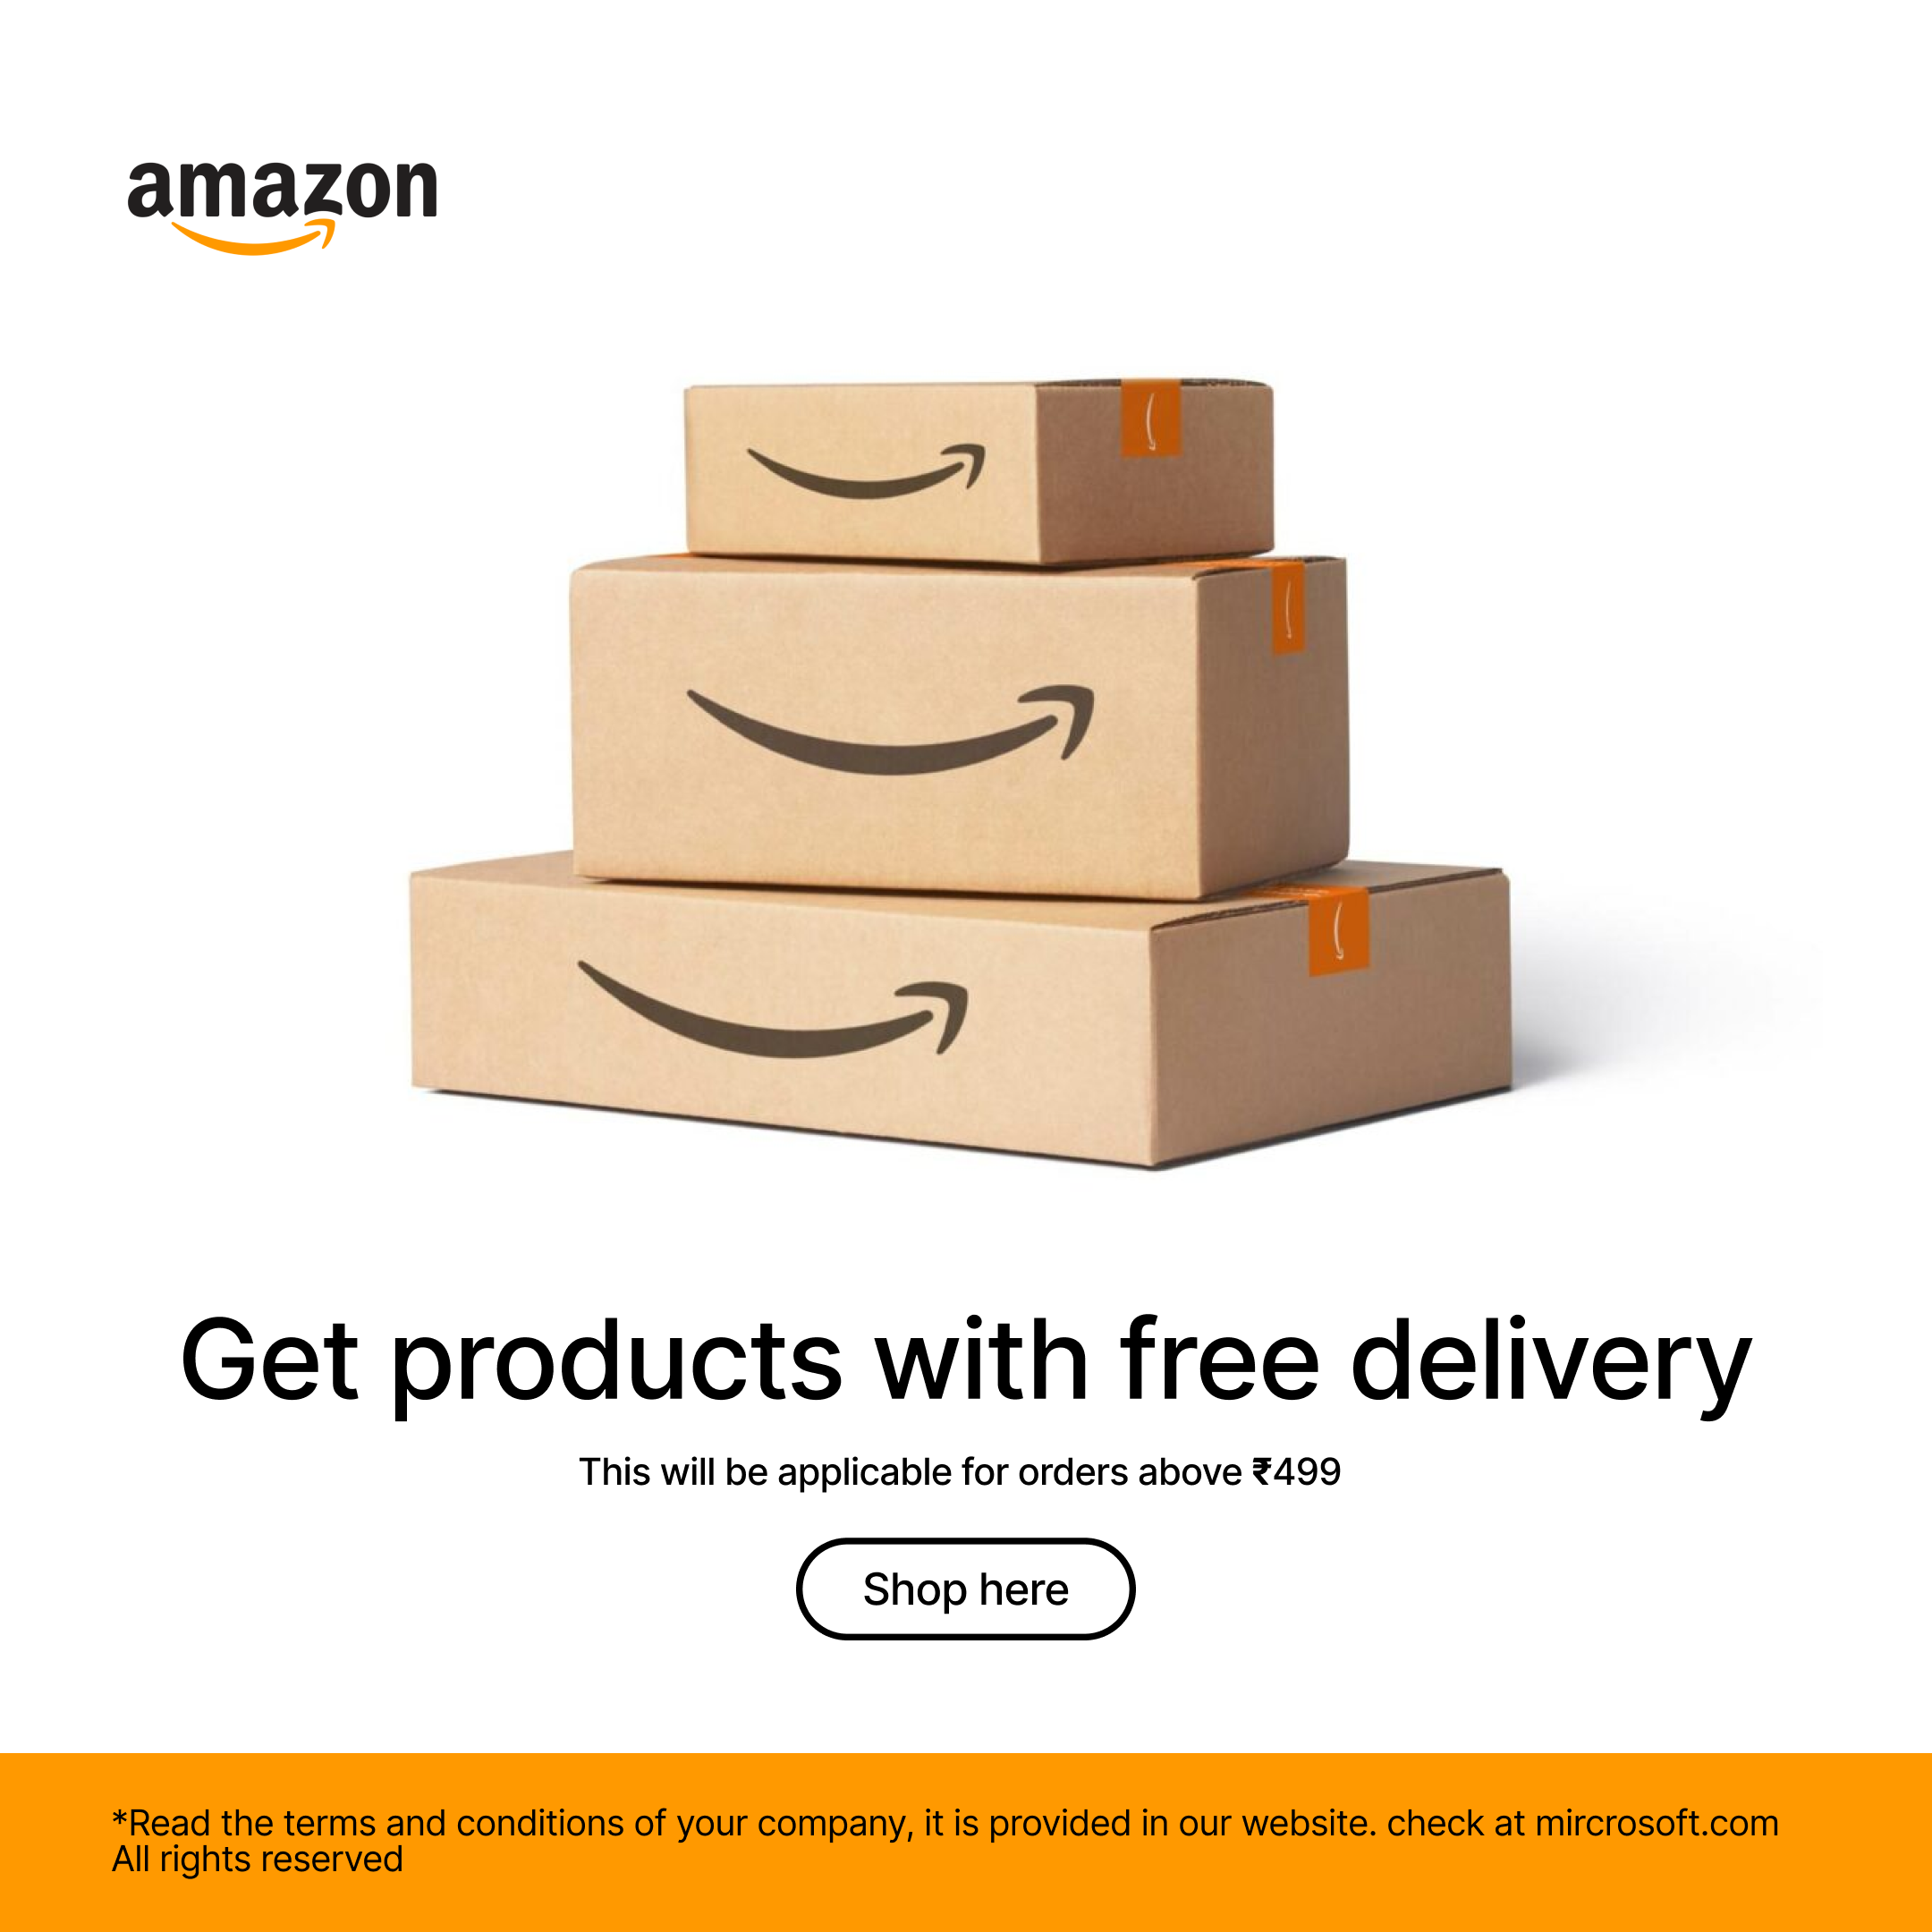 amazon
Get products with free delivery
This will be applicable for orders above ₹499
Shop here
*Read the terms and conditions of your company, it is provided in our website. check at mircrosoft.com
All rights reserved